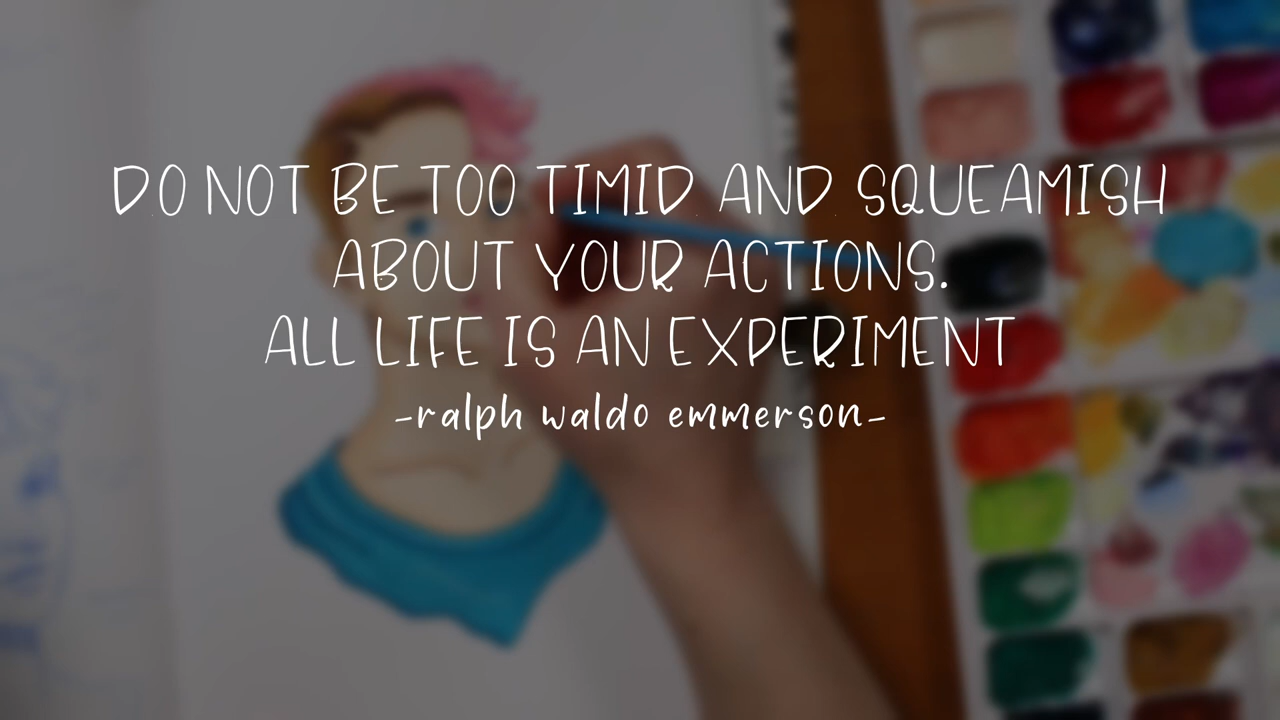 DO NOT BE TOO TIMID AND SQUEAMISH
ABOUT YOUR ACTIONS.
ALL LIFE IS AN EXPERIMENT
-ralph waldo emmerson-